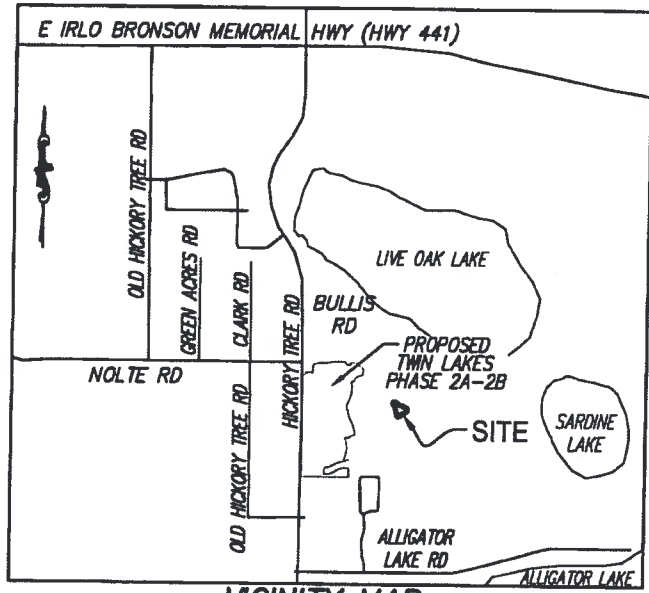 E IRLO BRONSON MEMORIAL HWY (HWY 441)
OLD HICKORY TREE RD
GREEN ACRES RD
CLARK RD
HICKORY TREE RD
LIVE OAK LAKE
BULLIS
RD
NOLTE RD
PROPOSED
TWIN LAKES
PHASE 2A-2B
SITE
SARDINE
LAKE
OLD HICKORY TREE RD
ALLIGATOR
LAKE RD
ALLIGATOR LAKE
VICINITY MAP